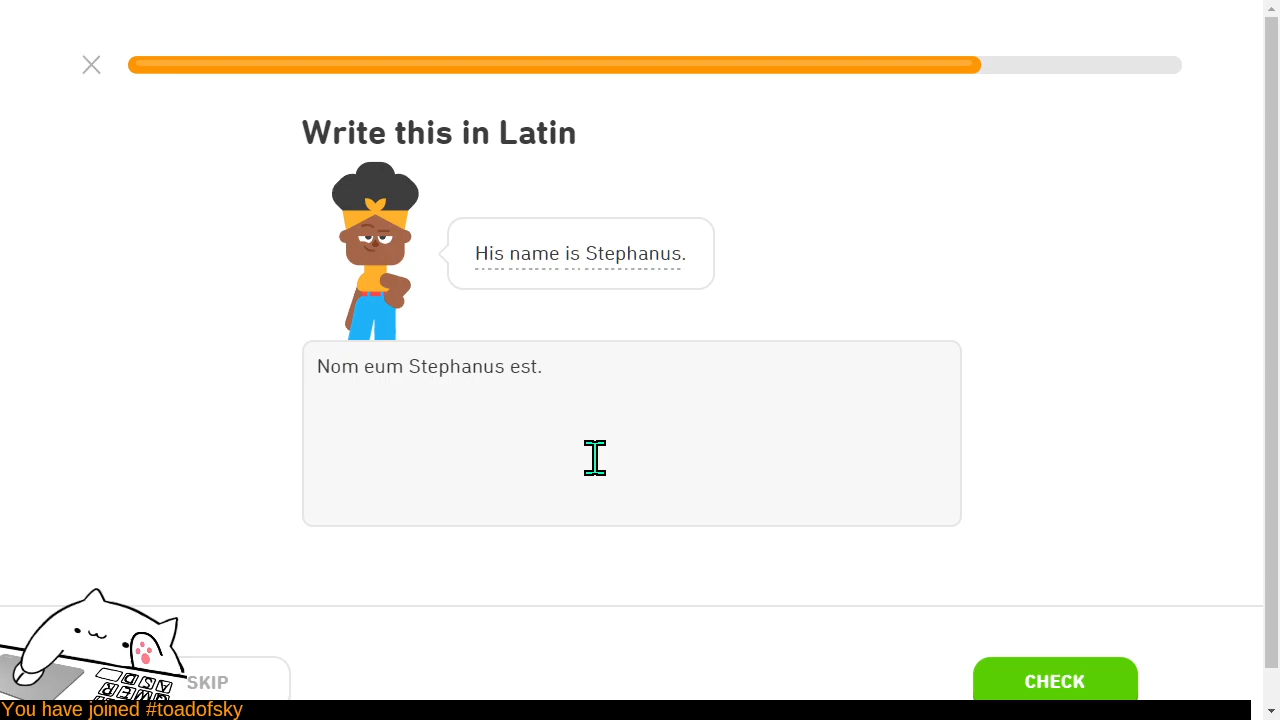 Write this in Latin
His name is Stephanus.
Nom eum Stephanus est.
SKIP
CHECK
You have joined #toadofsky